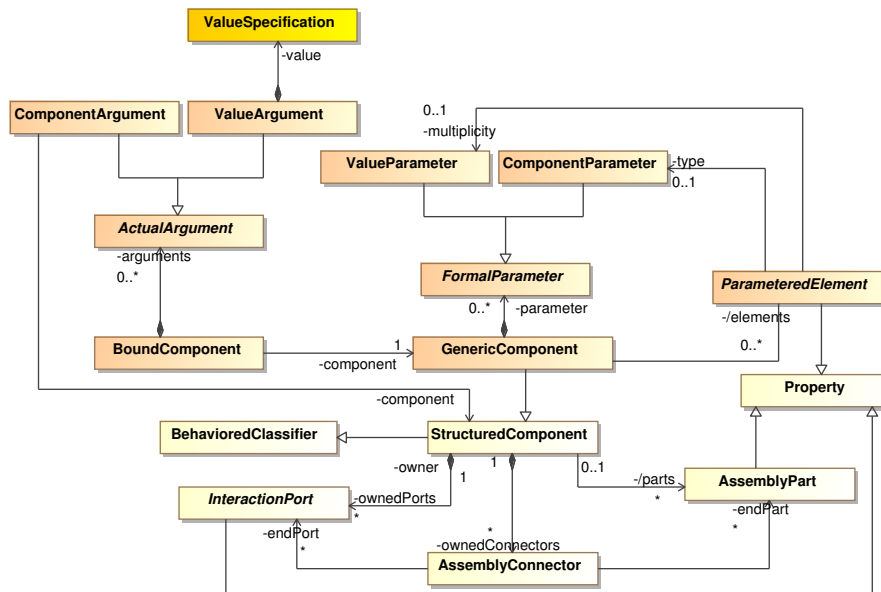 ValueSpecification
-value
ComponentArgument
ValueArgument
0..1
-multiplicity
ValueParameter
ComponentParameter
-type
0..1
ActualArgument
-arguments
0..*
FormalParameter
0..*
-parameter
ParameteredElement
-/elements
0..*
BoundComponent
1
-component
GenericComponent
Property
-component
BehavioredClassifier
StructuredComponent
-owner
1
1
0..1
-/parts
*
AssemblyPart
-endPart
*
InteractionPort
-ownedPorts
*
-endPort
*
*
-ownedConnectors
AssemblyConnector